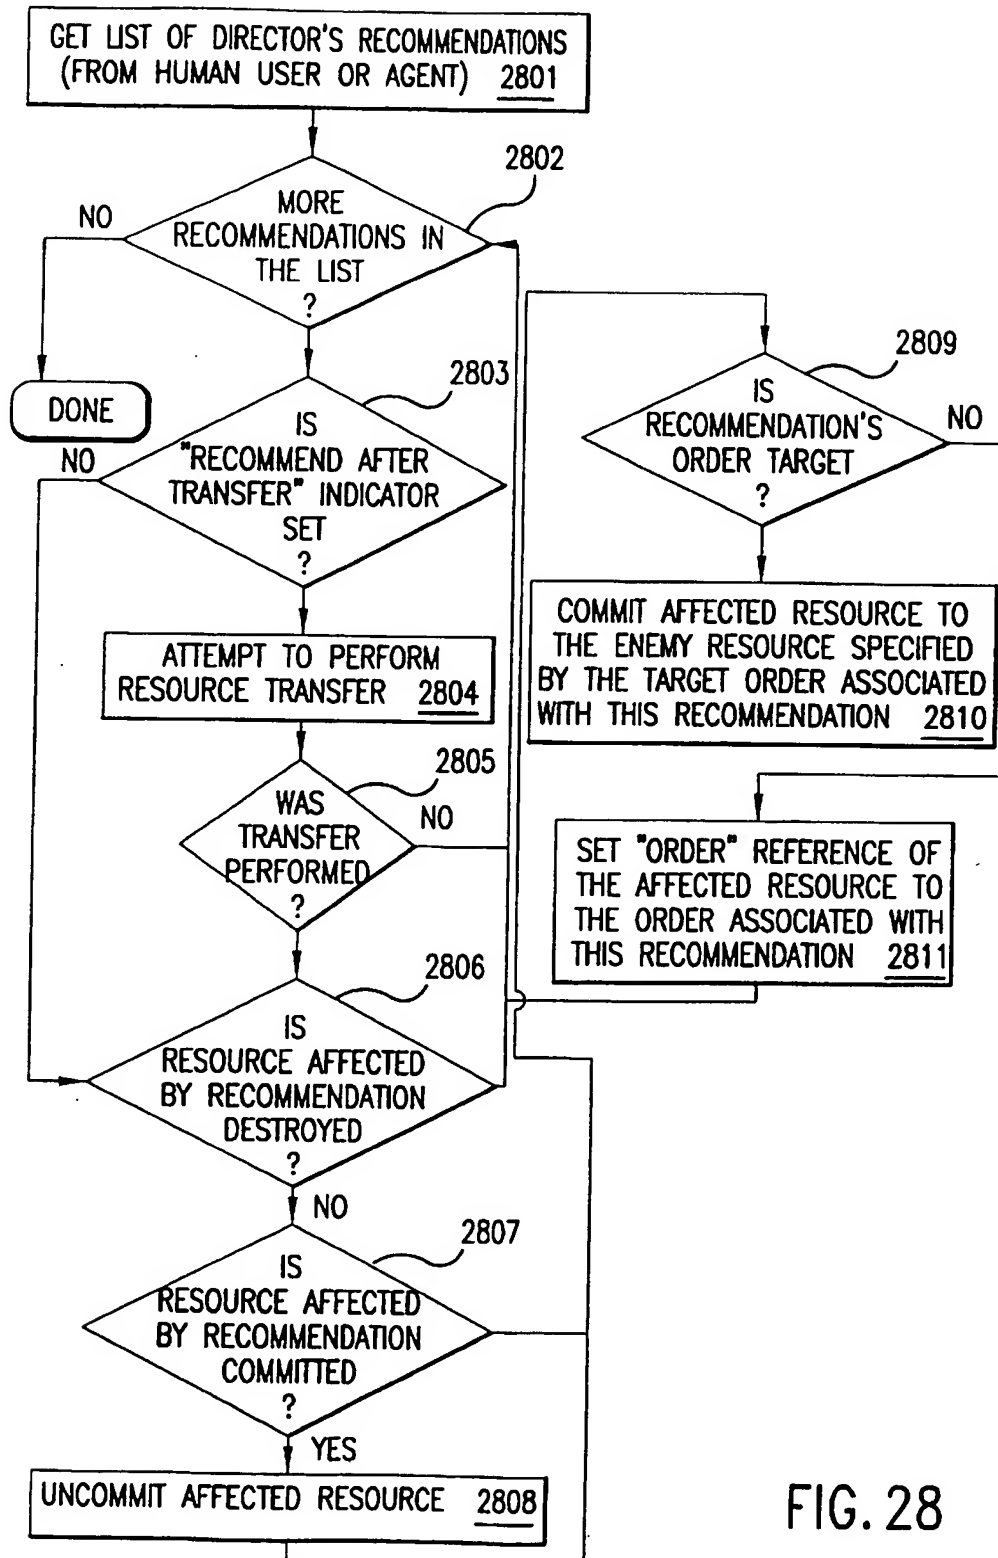 GET LIST OF DIRECTOR'S RECOMMENDATIONS
(FROM HUMAN USER OR AGENT) 2801
2802
MORE
RECOMMENDATIONS IN
THE LIST
?
NO
DONE
2803
IS
"RECOMMEND AFTER
TRANSFER" INDICATOR
SET
?
NO
ATTEMPT TO PERFORM
RESOURCE TRANSFER 2804
2805
WAS
TRANSFER
PERFORMED
?
NO
2806
IS
RESOURCE AFFECTED
BY RECOMMENDATION
DESTROYED
?
NO
2807
IS
RESOURCE AFFECTED
BY RECOMMENDATION
COMMITTED
?
YES
UNCOMMIT AFFECTED RESOURCE 2808
2809
IS
RECOMMENDATION'S
ORDER TARGET
?
NO
COMMIT AFFECTED RESOURCE TO
THE ENEMY RESOURCE SPECIFIED
BY THE TARGET ORDER ASSOCIATED
WITH THIS RECOMMENDATION 2810
SET "ORDER" REFERENCE OF
THE AFFECTED RESOURCE TO
THE ORDER ASSOCIATED WITH
THIS RECOMMENDATION 2811
FIG. 28